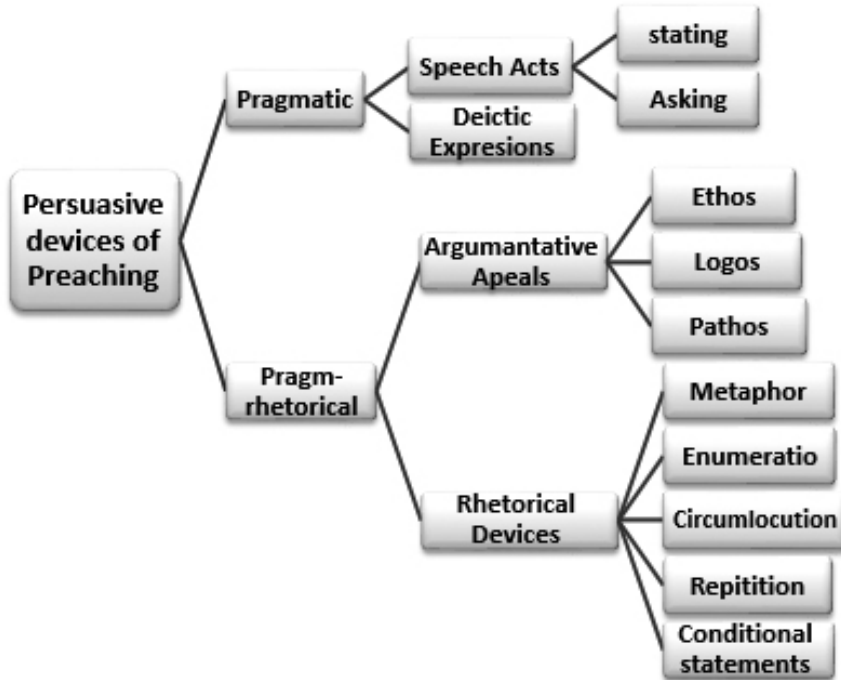 stating
Speech Acts
Pragmatic
Asking
Deictic
Expresions
Persuasive
devices of
Preaching
Ethos
Argumantative
Apeals
Logos
Pathos
Pragm-
rhetorical
Metaphor
Enumeratio
Rhetorical
Devices
Circumlocution
Repitition
Conditional
statements